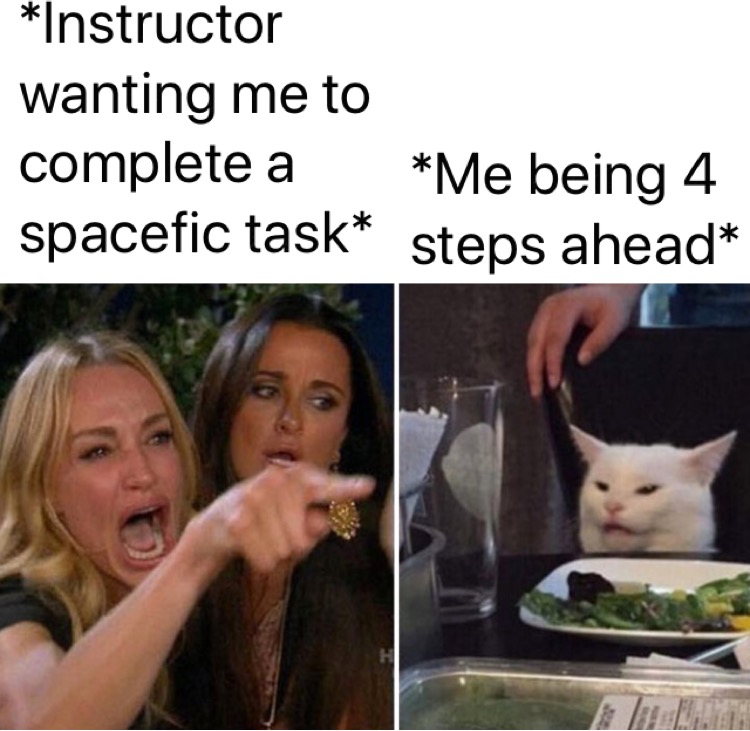 *Instructor
wanting me to
complete a
spacefic task*
*Me being 4
steps ahead*
H